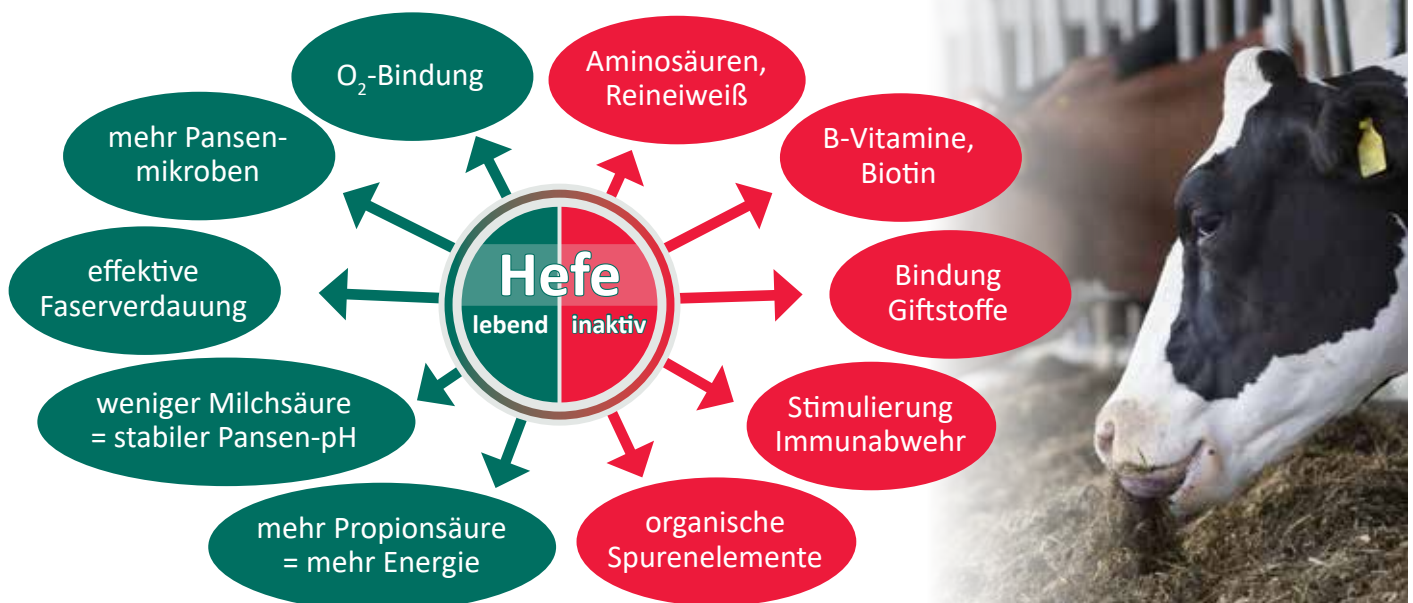 O₂-Bindung
Aminosäuren,
Reineiweiß
mehr Pansen-
mikroben
B-Vitamine,
Biotin
effektive
Faserverdauung
Hefe
lebend
inaktiv
Bindung
Giftstoffe
weniger Milchsäure
= stabiler Pansen-pH
Stimulierung
Immunabwehr
mehr Propionsäure
= mehr Energie
organische
Spurenelemente